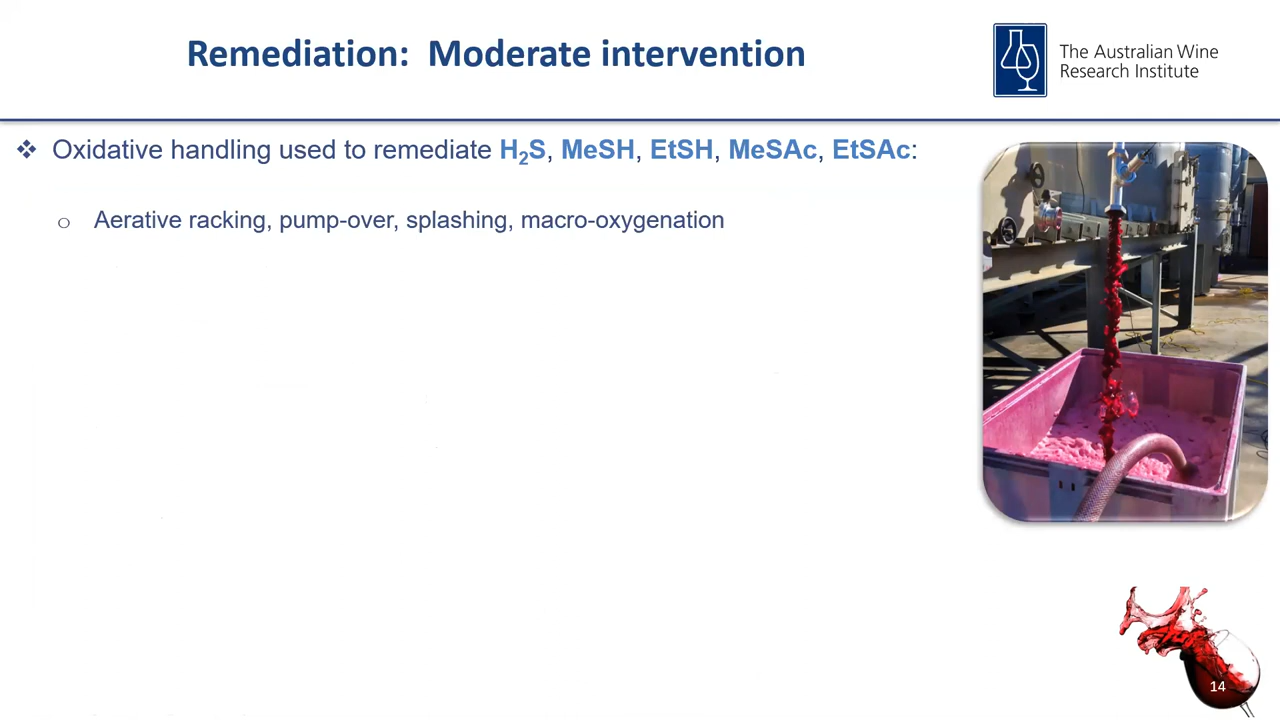 Remediation: Moderate intervention
The Australian Wine
Research Institute
❖ Oxidative handling used to remediate H₂S, MeSH, EtSH, MeSAc, EtSAc:
o Aerative racking, pump-over, splashing, macro-oxygenation
14